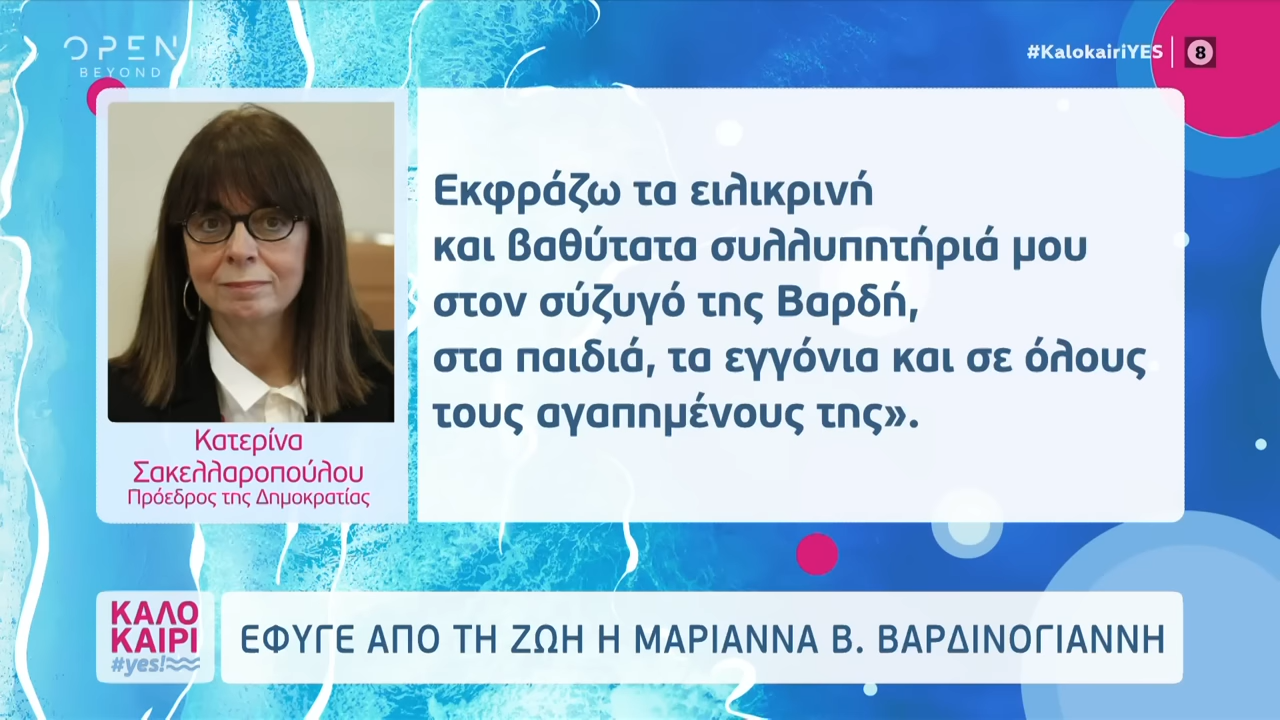 OPEN
BEYOND
#KalokairiYES
8
Εκφράζω τα ειλικρινή
και βαθύτατα συλλυπητήριά μου
στον σύζυγό της Βαρδή,
στα παιδιά, τα εγγόνια και σε όλους
τους αγαπημένους της».
Κατερίνα
Σακελλαροπούλου
Πρόεδρος της Δημοκρατίας
ΚΑΛΟ
ΚΑΙΡΙ
#yes!
ΕΦΥΓΕ ΑΠΟ ΤΗ ΖΩΗ Η ΜΑΡΙΑΝΝΑ Β. ΒΑΡΔΙΝΟΓΙΑΝΝΗ